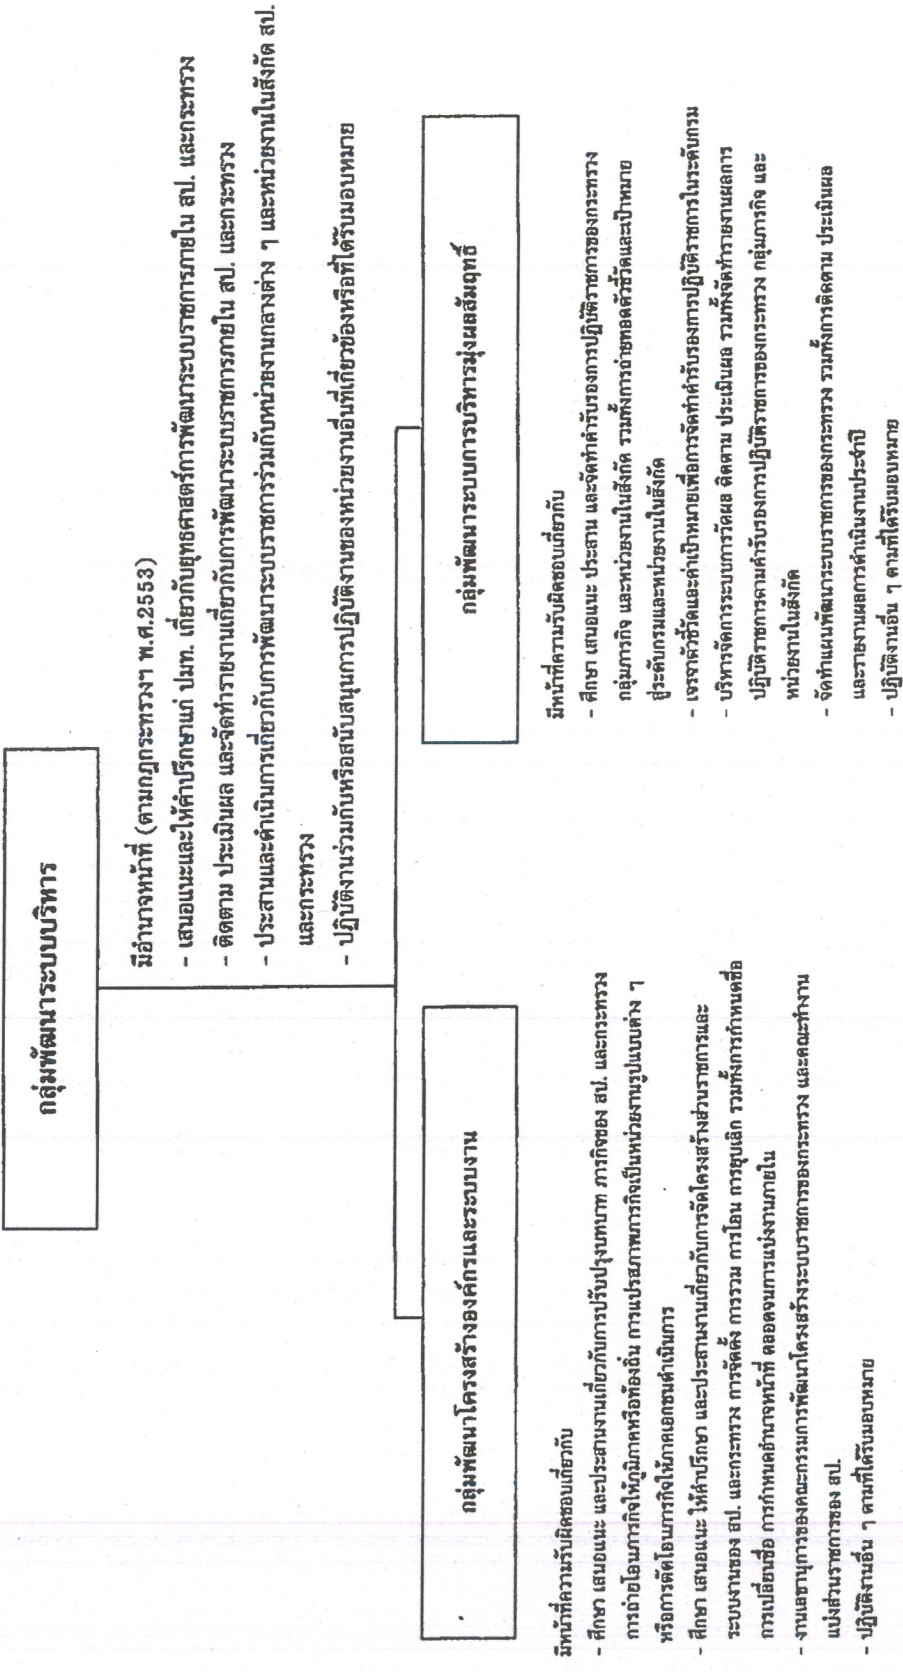 กลุ่มพัฒนาระบบบริหาร
มีอำนาจหน้าที่ (ตามกฎกระทรวงฯ พ.ศ.2553)
- เสนอแนะและให้คำปรึกษาแก่ ปมท. เกี่ยวกับยุทธศาสตร์การพัฒนาระบบราชการภายใน สป. และกระทรวง
- ติดตาม ประเมินผล และจัดทำรายงานเกี่ยวกับการพัฒนาระบบราชการภายใน สป. และกระทรวง
- ประสานและดำเนินการเกี่ยวกับการพัฒนาระบบราชการร่วมกับหน่วยงานกลางต่าง ๆ และหน่วยงานในสังกัด สป.
และกระทรวง
- ปฏิบัติงานร่วมกับหรือสนับสนุนการปฏิบัติงานของหน่วยงานอื่นที่เกี่ยวข้องหรือที่ได้รับมอบหมาย
กลุ่มพัฒนาโครงสร้างองค์กรและระบบงาน
มีหน้าที่ความรับผิดชอบเกี่ยวกับ
- ศึกษา เสนอแนะ และประสานงานเกี่ยวกับการปรับปรุงบทบาท ภารกิจของ สป. และกระทรวง
การถ่ายโอนภารกิจให้ภูมิภาคหรือท้องถิ่น การแปรสภาพภารกิจเป็นหน่วยงานรูปแบบต่าง ๆ
หรือการตัดโอนภารกิจให้ภาคเอกชนดำเนินการ
- ศึกษา เสนอแนะ ให้คำปรึกษา และประสานงานเกี่ยวกับการจัดโครงสร้างส่วนราชการและ
ระบบงานของ สป. และกระทรวง การจัดตั้ง การรวม การโอน การยุบเลิก รวมทั้งการกำหนดชื่อ
การเปลี่ยนชื่อ การกำหนดอำนาจหน้าที่ ตลอดจนการแบ่งงานภายใน
- งานเลขานุการของคณะกรรมการพัฒนาโครงสร้างระบบราชการของกระทรวง และคณะทำงาน
แบ่งส่วนราชการของ สป.
- ปฏิบัติงานอื่น ๆ ตามที่ได้รับมอบหมาย
กลุ่มพัฒนาระบบการบริหารมุ่งผลสัมฤทธิ์
มีหน้าที่ความรับผิดชอบเกี่ยวกับ
- ศึกษา เสนอแนะ ประสาน และจัดทำคำรับรองการปฏิบัติราชการของกระทรวง
กลุ่มภารกิจ และหน่วยงานในสังกัด รวมทั้งการถ่ายทอดตัวชี้วัดและเป้าหมาย
สู่ระดับกรมและหน่วยงานในสังกัด
- เจรจาตัวชี้วัดและค่าเป้าหมายเพื่อการจัดทำคำรับรองการปฏิบัติราชการในระดับกรม
- บริหารจัดการระบบการวัดผล ติดตาม ประเมินผล รวมทั้งจัดทำรายงานผลการ
ปฏิบัติราชการตามคำรับรองการปฏิบัติราชการของกระทรวง กลุ่มภารกิจ และ
หน่วยงานในสังกัด
- จัดทำแผนพัฒนาระบบราชการของกระทรวง รวมทั้งการติดตาม ประเมินผล
และรายงานผลการดำเนินงานประจำปี
- ปฏิบัติงานอื่น ๆ ตามที่ได้รับมอบหมาย